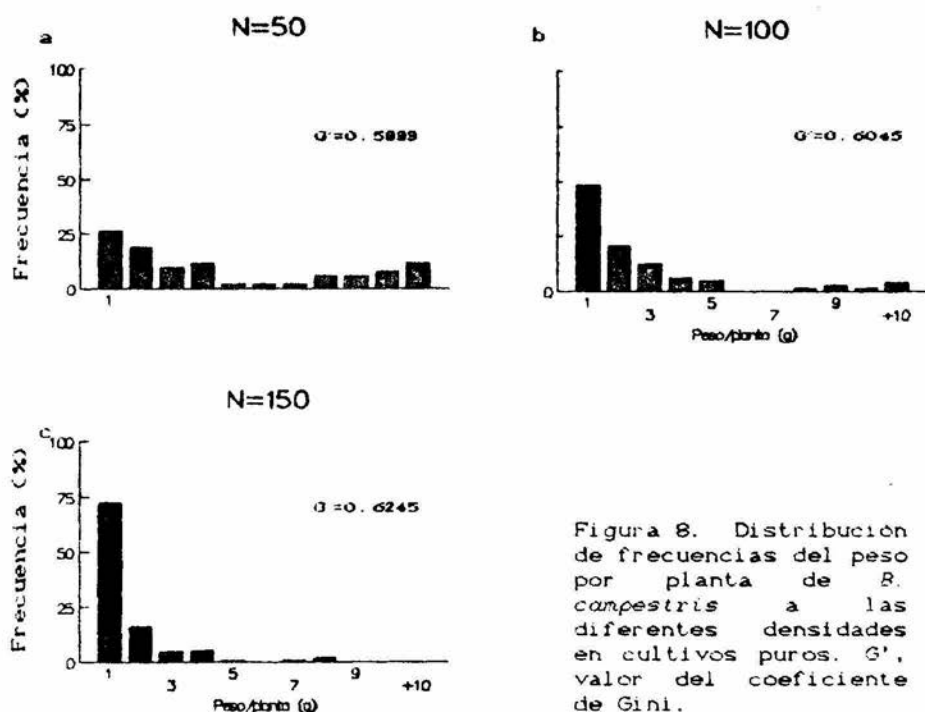 a
N=50
Frecuencia (%)
100
75
50
25
0
1
b
N=100
G'=0.6045
0
1
3
5
7
9
+10
Peso/planta (g)
c
N=150
Frecuencia (%)
100
75
50
25
0
=0.6245
1
3
5
7
9
+10
Peso/planta (g)
Figura 8. Distribución
de frecuencias del peso
por planta de B.
campestris a las
diferentes densidades
en cultivos puros. G',
valor del coeficiente
de Gini.